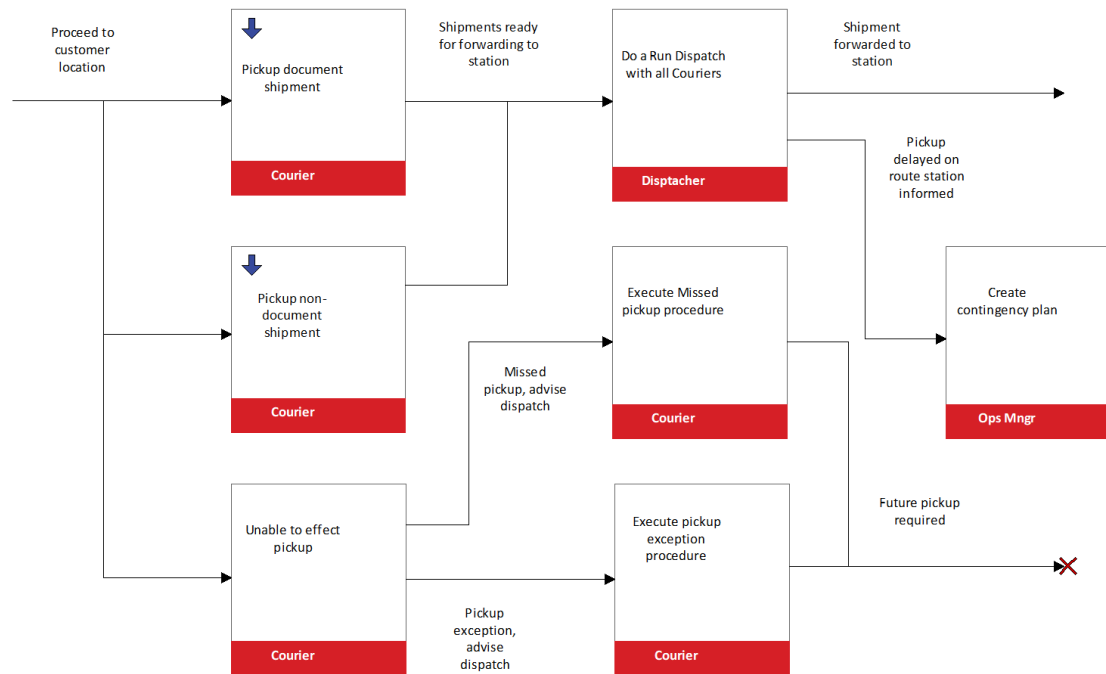 Proceed to
customer
location
Pickup document
shipment
Courier
Shipments ready
for forwarding to
station
Do a Run Dispatch
with all Couriers
Disptacher
Shipment
forwarded to
station
Pickup
delayed on
route station
informed
Pickup non-
document
shipment
Courier
Missed
pickup, advise
dispatch
Execute Missed
pickup procedure
Courier
Create
contingency plan
Ops Mngr
Unable to effect
pickup
Courier
Pickup
exception,
advise
dispatch
Execute pickup
exception
procedure
Courier
Future pickup
required